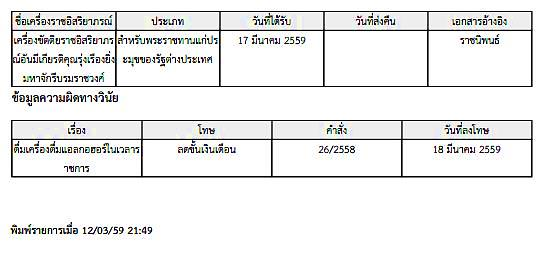 ชื่อเครื่องราชอิสริยาภรณ์ ประเภท วันที่ได้รับ วันที่ส่งคืน เอกสารอ้างอิง
เครื่องขัตติยราชอิสริยาภร สำหรับพระราชทานแก่ประ 17 มีนาคม 2559 ราชนิพนธ์
ณ์อันมีเกียรติคุณรุ่งเรืองยิ่ง มุขของรัฐต่างประเทศ
มหาจักรีบรมราชวงศ์
ข้อมูลความผิดทางวินัย
เรื่อง โทษ คำสั่ง วันที่ลงโทษ
ดื่มเครื่องดื่มแอลกอฮอร์ในเวลาร ลดขั้นเงินเดือน 26/2558 18 มีนาคม 2559
าชการ
พิมพ์รายการเมื่อ 12/03/59 21:49